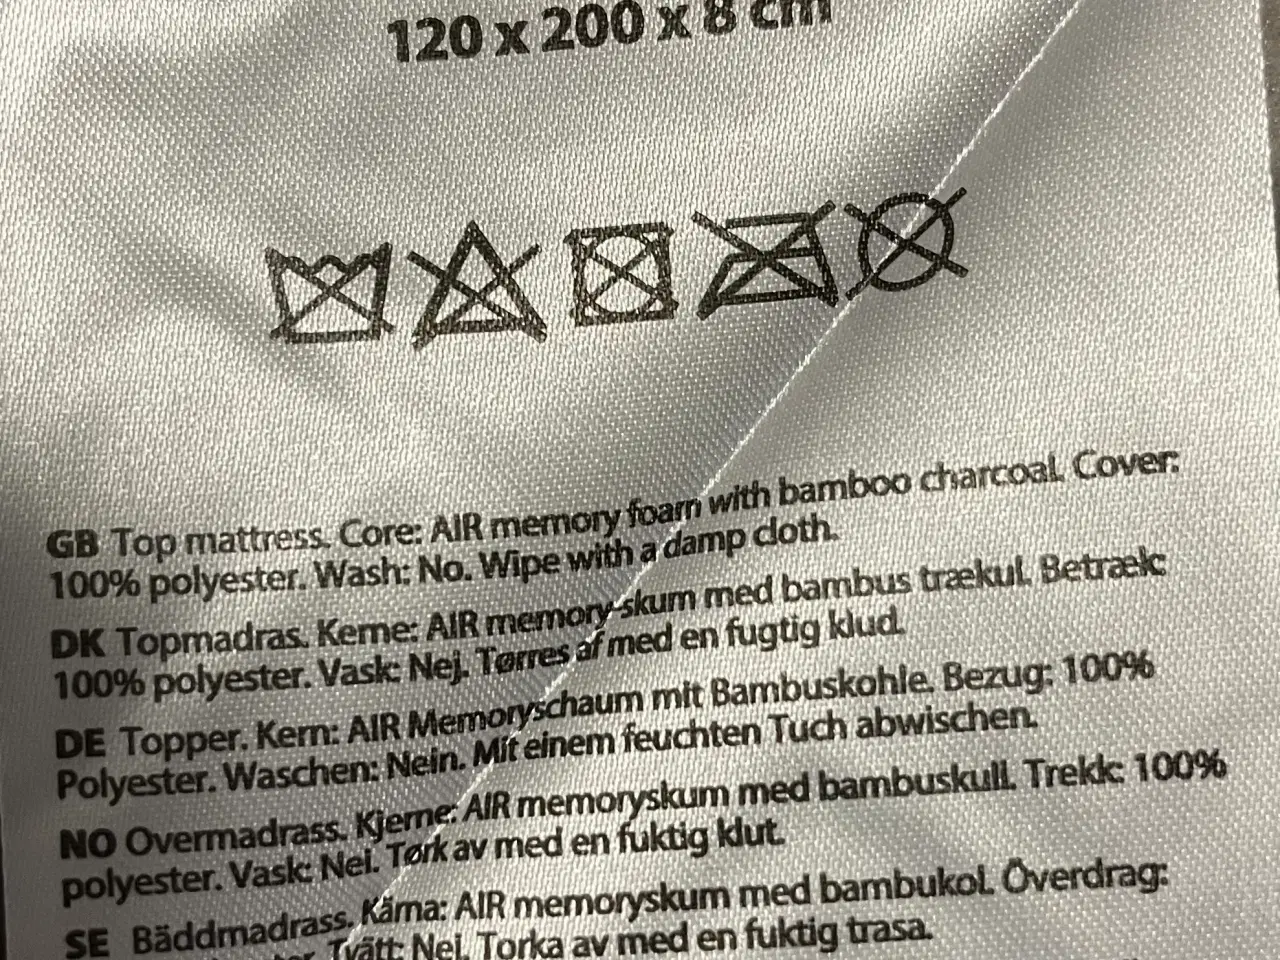 120 x 200 x 8 cm
GB Top mattress. Core: AIR memory foam with bamboo charcoal. Cover:
100% polyester. Wash: No. Wipe with a damp cloth.
DK Topmadras. Kerne: AIR memory-skum med bambus trækul. Betræk:
100% polyester. Vask: Nej. Tørres af med en fugtig klud.
DE Topper. Kern: AIR Memoryschaum mit Bambuskohle. Bezug: 100%
Polyester. Waschen: Nein. Mit einem feuchten Tuch abwischen.
NO Overmadrass. Kjerne: AIR memoryskum med bambuskull. Trekk: 100%
polyester. Vask: Nei. Tørk av med en fuktig klut.
SE Bäddmadrass. Kärna: AIR memoryskum med bambukol. Överdrag:
Tvätt: Nej. Torka av med en fuktig trasa.